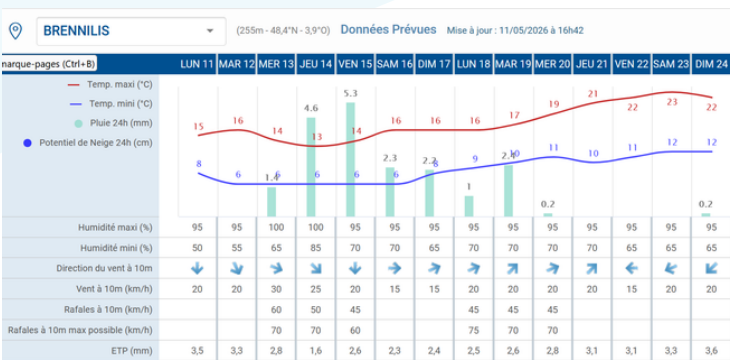 BRENNILIS (255m - 48,4°N - 3,9°O) Données Prévues Mise à jour : 11/05/2026 à 16h42
marque-pages (Ctrl+B) LUN 11 MAR 12 MER 13 JEU 14 VEN 15 SAM 16 DIM 17 LUN 18 MAR 19 MER 20 JEU 21 VEN 22 SAM 23 DIM 24
Temp. maxi (°C)
Temp. mini (°C)
Pluie 24h (mm)
Potentiel de Neige 24h (cm)
15 16 14 13 14 16 16 16 17 19 21 22 23 22
8 6 6 6 6 6 8 9 10 11 10 11 12 12
1.4 4.6 5.3 2.3 2.2 1 2.4 0.2 0.2
Humidité maxi (%) 95 95 100 100 95 95 95 95 95 95 95 95 95 95
Humidité mini (%) 50 55 65 85 70 70 65 70 70 70 70 65 65 65
Direction du vent à 10m
Vent à 10m (km/h) 20 20 30 25 20 15 15 20 20 20 20 15 20 20
Rafales à 10m (km/h) 60 50 45 45 45 45
Rafales à 10m max possible (km/h) 70 70 60 75 70 70
ETP (mm) 3,5 3,3 2,8 1,6 2,6 2,3 2,4 2,5 2,6 2,8 3,1 3,1 3,3 3,6